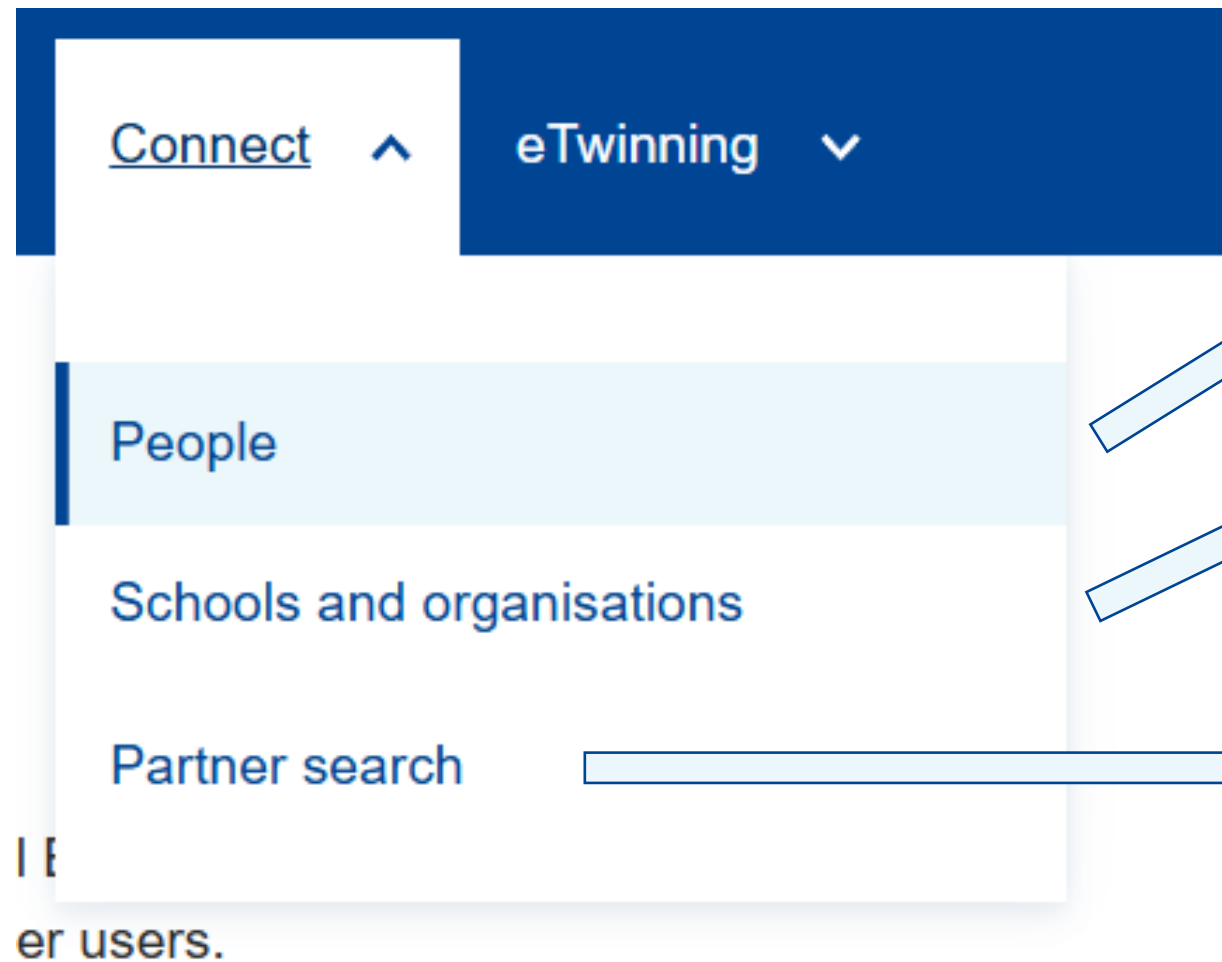 Connect eTwinning
People
Schools and organisations
Partner search
er users.